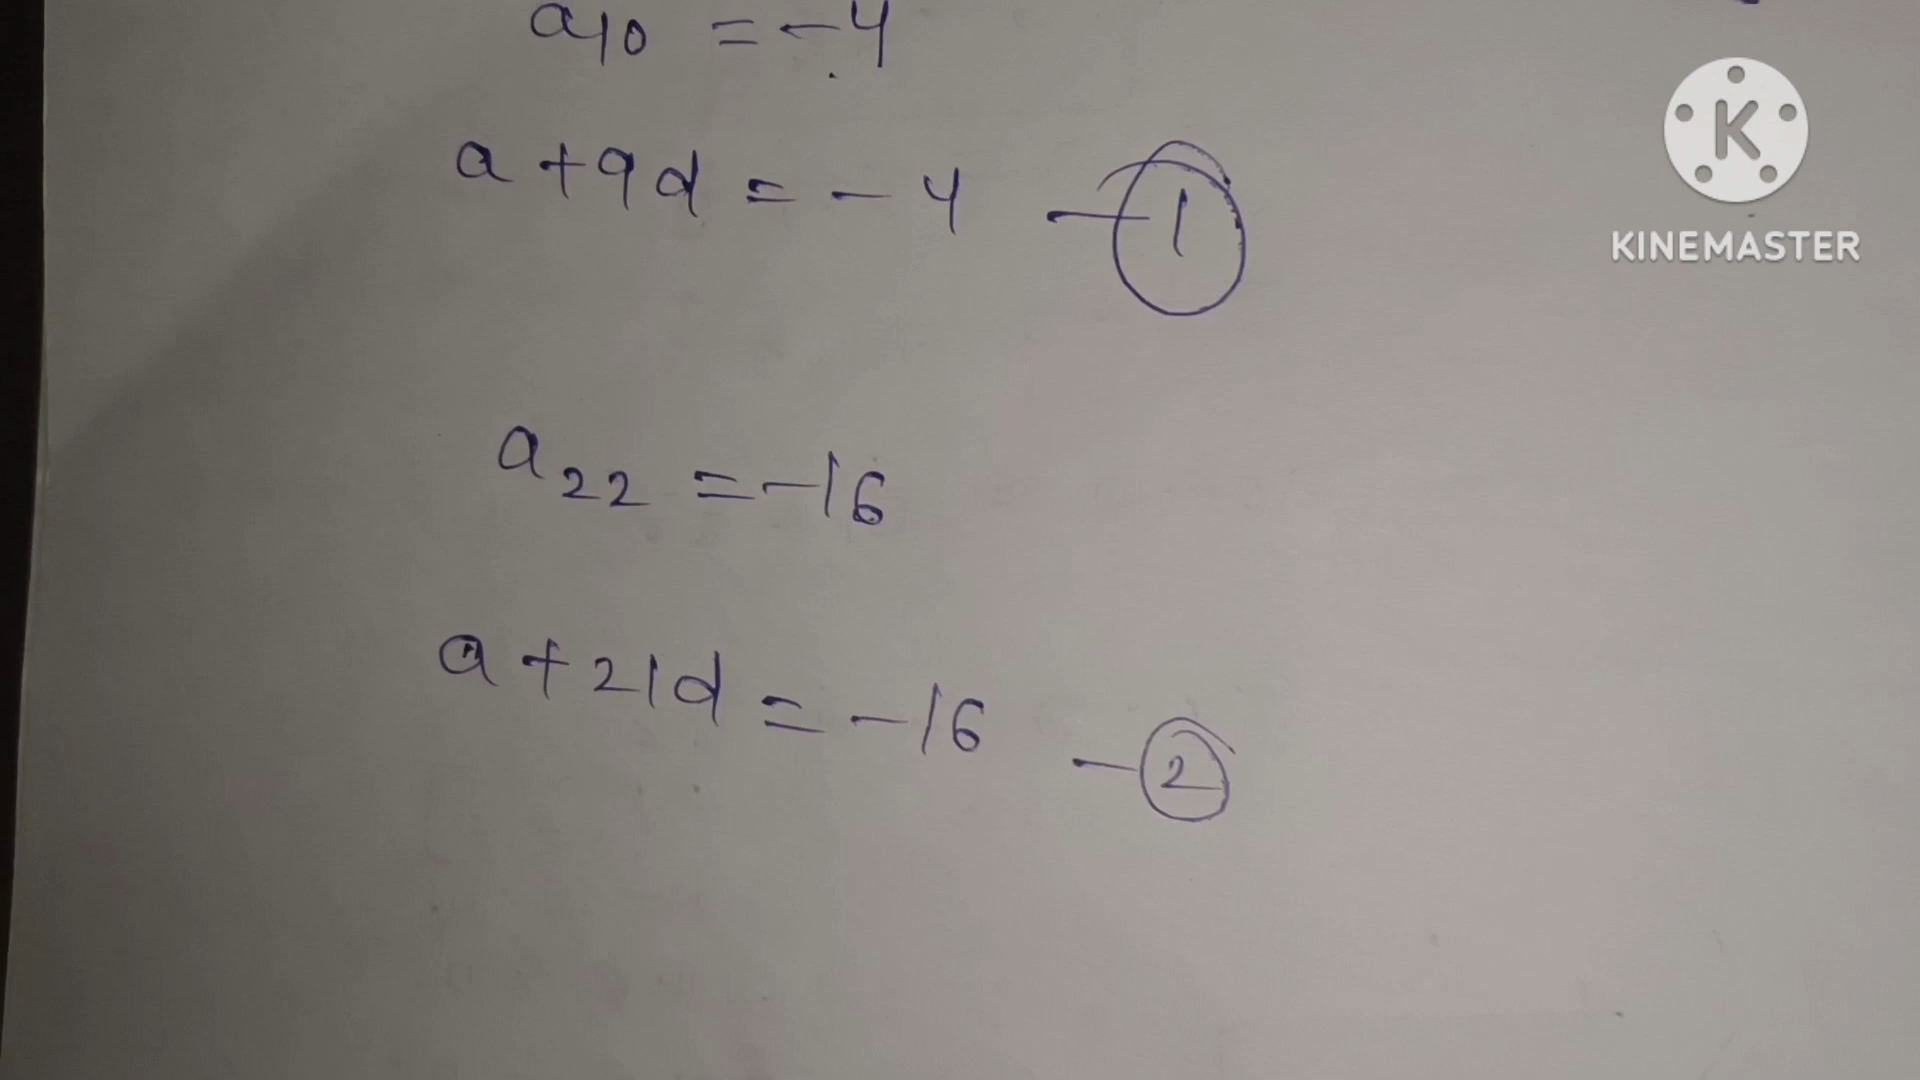 a10 = -4
K
KINEMASTER
a + 9d = -4 — 1
a22 = -16
a + 21d = -16 — 2